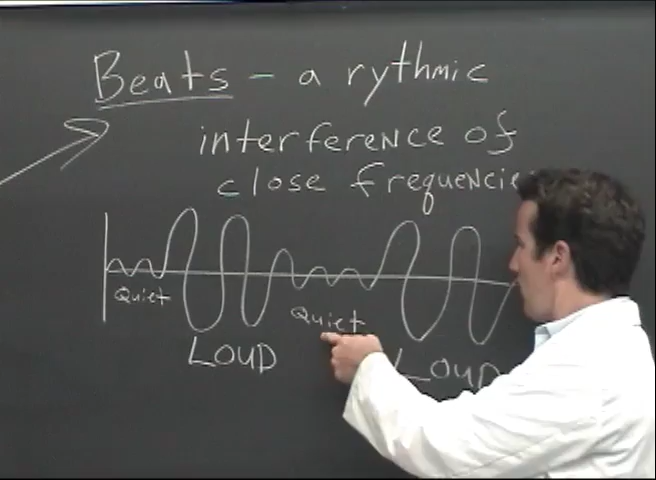 Beats - a rythmic
interference of
close frequencie
Quiet
Quiet
LOUD
LOUD